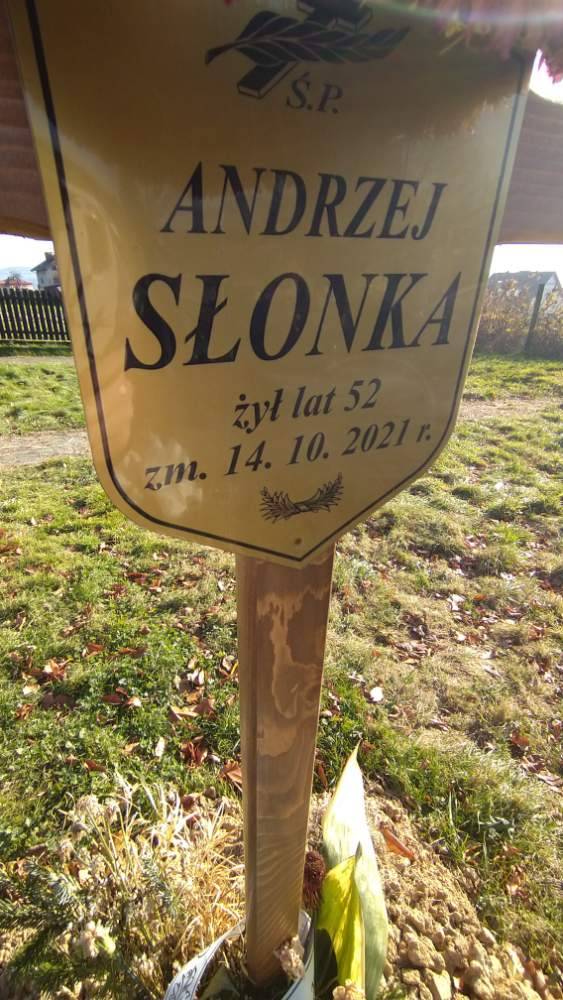 Ś.P.
ANDRZEJ
SŁONKA
żył lat 52
zm. 14. 10. 2021 r.